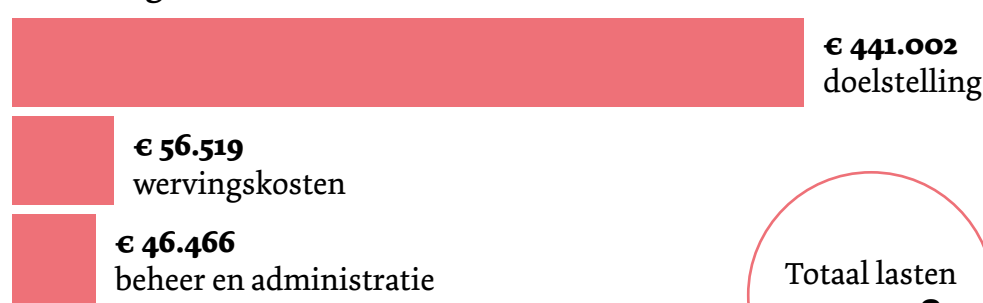 € 441.002
doelstelling
€ 56.519
wervingskosten
€ 46.466
beheer en administratie
Totaal lasten